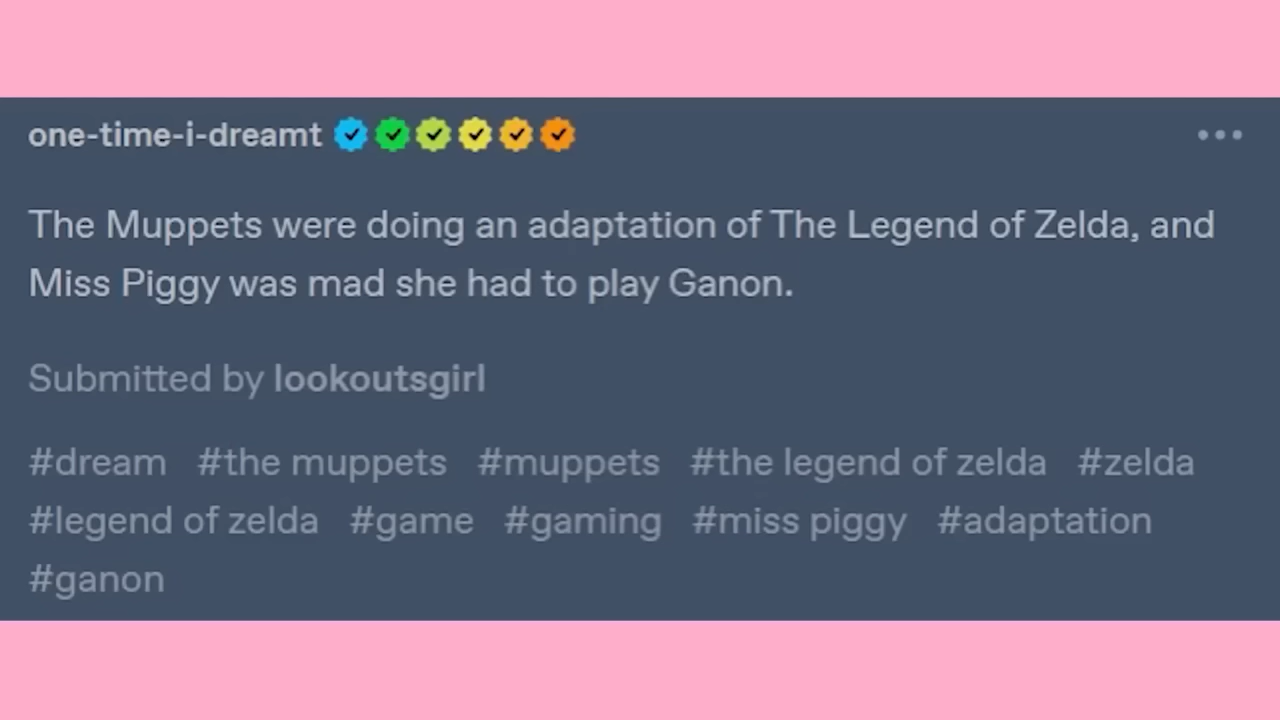 one-time-i-dreamt
The Muppets were doing an adaptation of The Legend of Zelda, and
Miss Piggy was mad she had to play Ganon.
Submitted by lookoutsgirl
#dream #the muppets #muppets #the legend of zelda #zelda
#legend of zelda #game #gaming #miss piggy #adaptation
#ganon